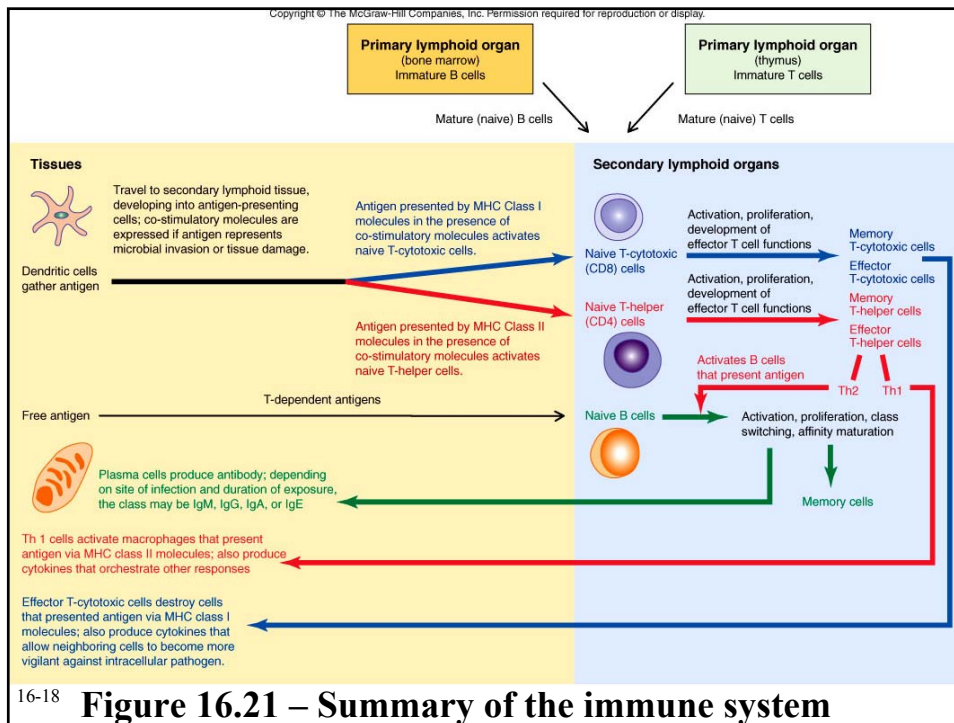 Copyright © The McGraw-Hill Companies, Inc. Permission required for reproduction or display.
Primary lymphoid organ
(bone marrow)
Immature B cells
Primary lymphoid organ
(thymus)
Immature T cells
Mature (naive) B cells
Mature (naive) T cells
Tissues
Travel to secondary lymphoid tissue,
developing into antigen-presenting
cells; co-stimulatory molecules are
expressed if antigen represents
microbial invasion or tissue damage.
Dendritic cells
gather antigen
Antigen presented by MHC Class I
molecules in the presence of
co-stimulatory molecules activates
naive T-cytotoxic cells.
Antigen presented by MHC Class II
molecules in the presence of
co-stimulatory molecules activates
naive T-helper cells.
Secondary lymphoid organs
Naive T-cytotoxic
(CD8) cells
Activation, proliferation,
development of
effector T cell functions
Memory
T-cytotoxic cells
Effector
T-cytotoxic cells
Naive T-helper
(CD4) cells
Activation, proliferation,
development of
effector T cell functions
Memory
T-helper cells
Effector
T-helper cells
Activates B cells
that present antigen
Th2
Th1
Free antigen
T-dependent antigens
Naive B cells
Activation, proliferation, class
switching, affinity maturation
Memory cells
Plasma cells produce antibody; depending
on site of infection and duration of exposure,
the class may be IgM, IgG, IgA, or IgE
Th 1 cells activate macrophages that present
antigen via MHC class II molecules; also produce
cytokines that orchestrate other responses
Effector T-cytotoxic cells destroy cells
that presented antigen via MHC class I
molecules; also produce cytokines that
allow neighboring cells to become more
vigilant against intracellular pathogen.
16-18 Figure 16.21 – Summary of the immune system